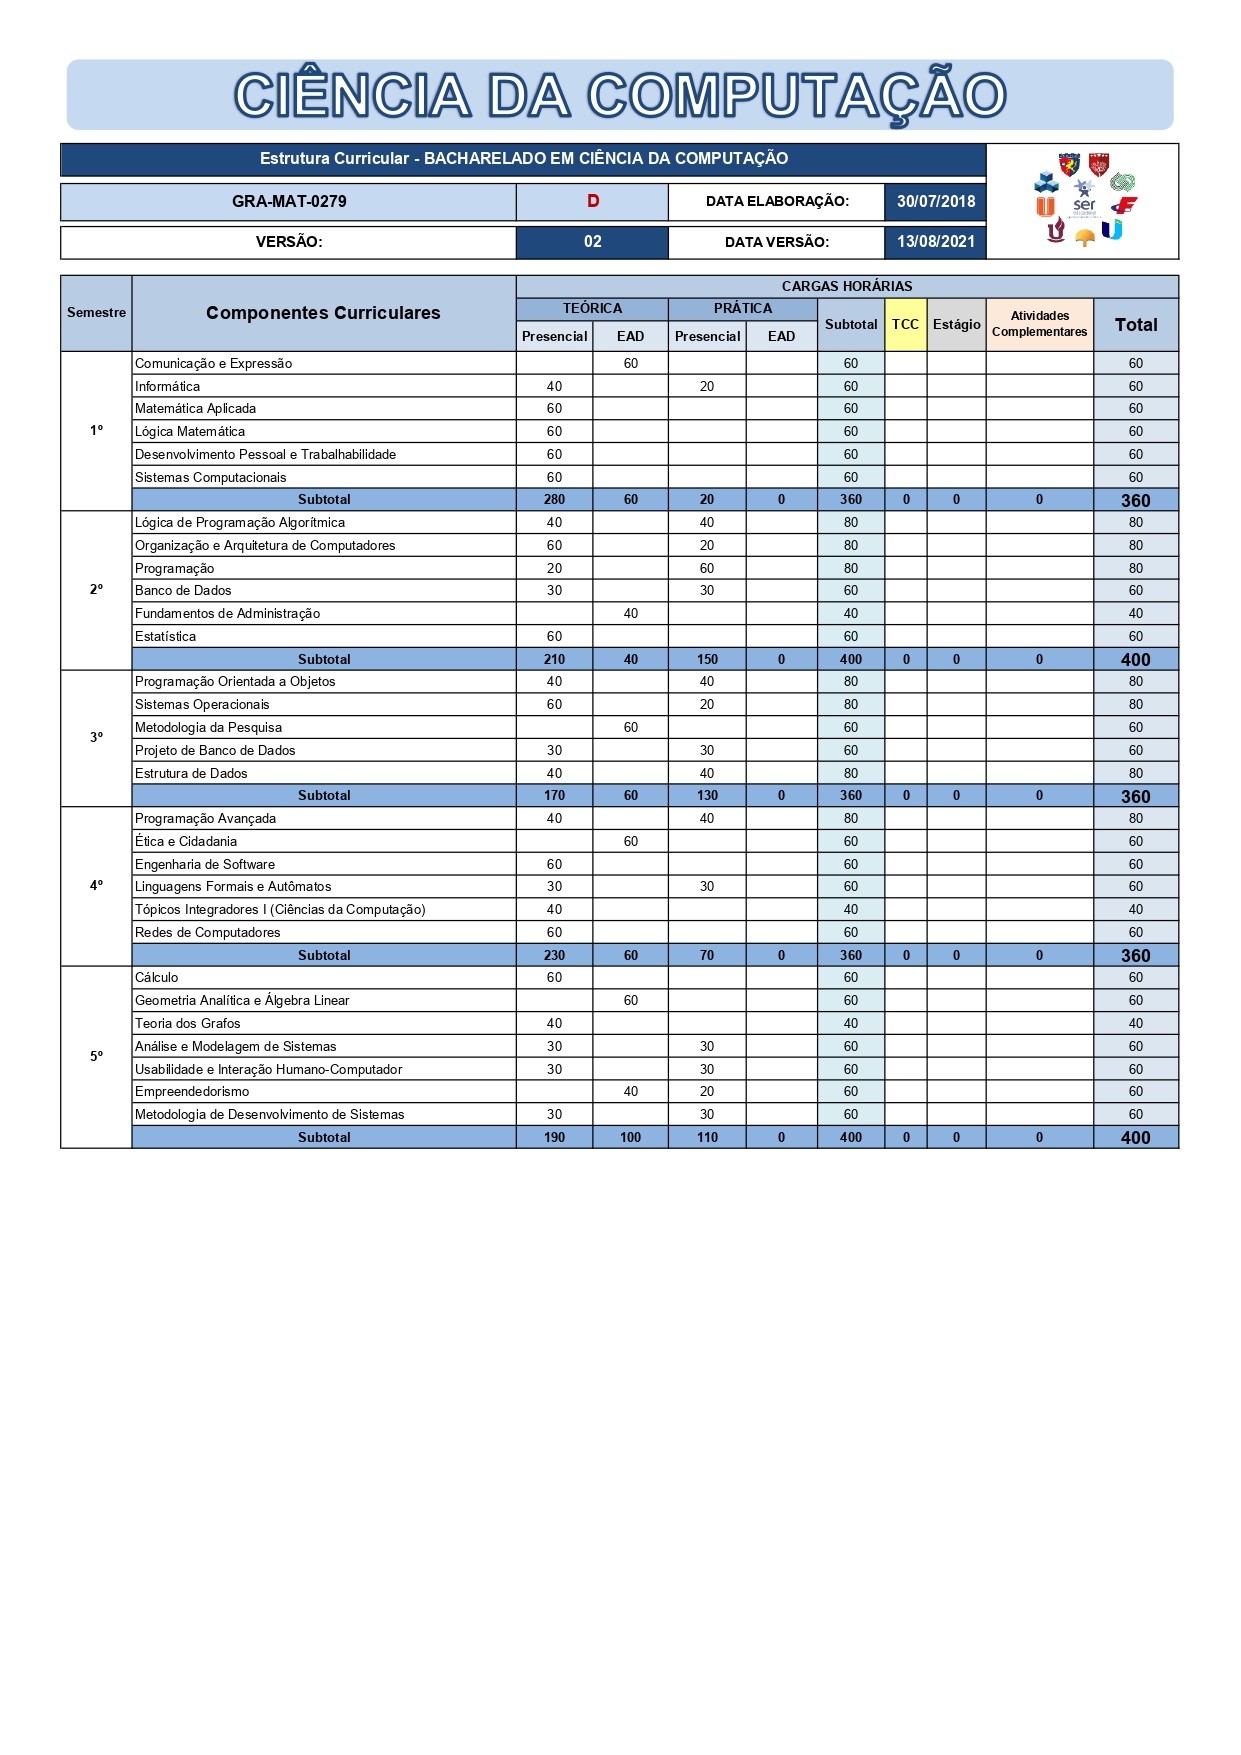 CIÊNCIA DA COMPUTAÇÃO
Estrutura Curricular - BACHARELADO EM CIÊNCIA DA COMPUTAÇÃO
GRA-MAT-0279 D DATA ELABORAÇÃO: 30/07/2018
ser
VERSÃO: 02 DATA VERSÃO: 13/08/2021
CARGAS HORÁRIAS
Semestre Componentes Curriculares TEÓRICA PRÁTICA Subtotal TCC Estágio Atividades Complementares Total
Presencial EAD Presencial EAD
1º
Comunicação e Expressão 60 60 60
Informática 40 20 60 60
Matemática Aplicada 60 60 60
Lógica Matemática 60 60 60
Desenvolvimento Pessoal e Trabalhabilidade 60 60 60
Sistemas Computacionais 60 60 60
Subtotal 280 60 20 0 360 0 0 0 360
2º
Lógica de Programação Algorítmica 40 40 80 80
Organização e Arquitetura de Computadores 60 20 80 80
Programação 20 60 80 80
Banco de Dados 30 30 60 60
Fundamentos de Administração 40 40 40
Estatística 60 60 60
Subtotal 210 40 150 0 400 0 0 0 400
3º
Programação Orientada a Objetos 40 40 80 80
Sistemas Operacionais 60 20 80 80
Metodologia da Pesquisa 60 60 60
Projeto de Banco de Dados 30 30 60 60
Estrutura de Dados 40 40 80 80
Subtotal 170 60 130 0 360 0 0 0 360
4º
Programação Avançada 40 40 80 80
Ética e Cidadania 60 60 60
Engenharia de Software 60 60 60
Linguagens Formais e Autômatos 30 30 60 60
Tópicos Integradores I (Ciências da Computação) 40 40 40
Redes de Computadores 60 60 60
Subtotal 230 60 70 0 360 0 0 0 360
5º
Cálculo 60 60 60
Geometria Analítica e Álgebra Linear 60 60 60
Teoria dos Grafos 40 40 40
Análise e Modelagem de Sistemas 30 30 60 60
Usabilidade e Interação Humano-Computador 30 30 60 60
Empreendedorismo 40 20 60 60
Metodologia de Desenvolvimento de Sistemas 30 30 60 60
Subtotal 190 100 110 0 400 0 0 0 400